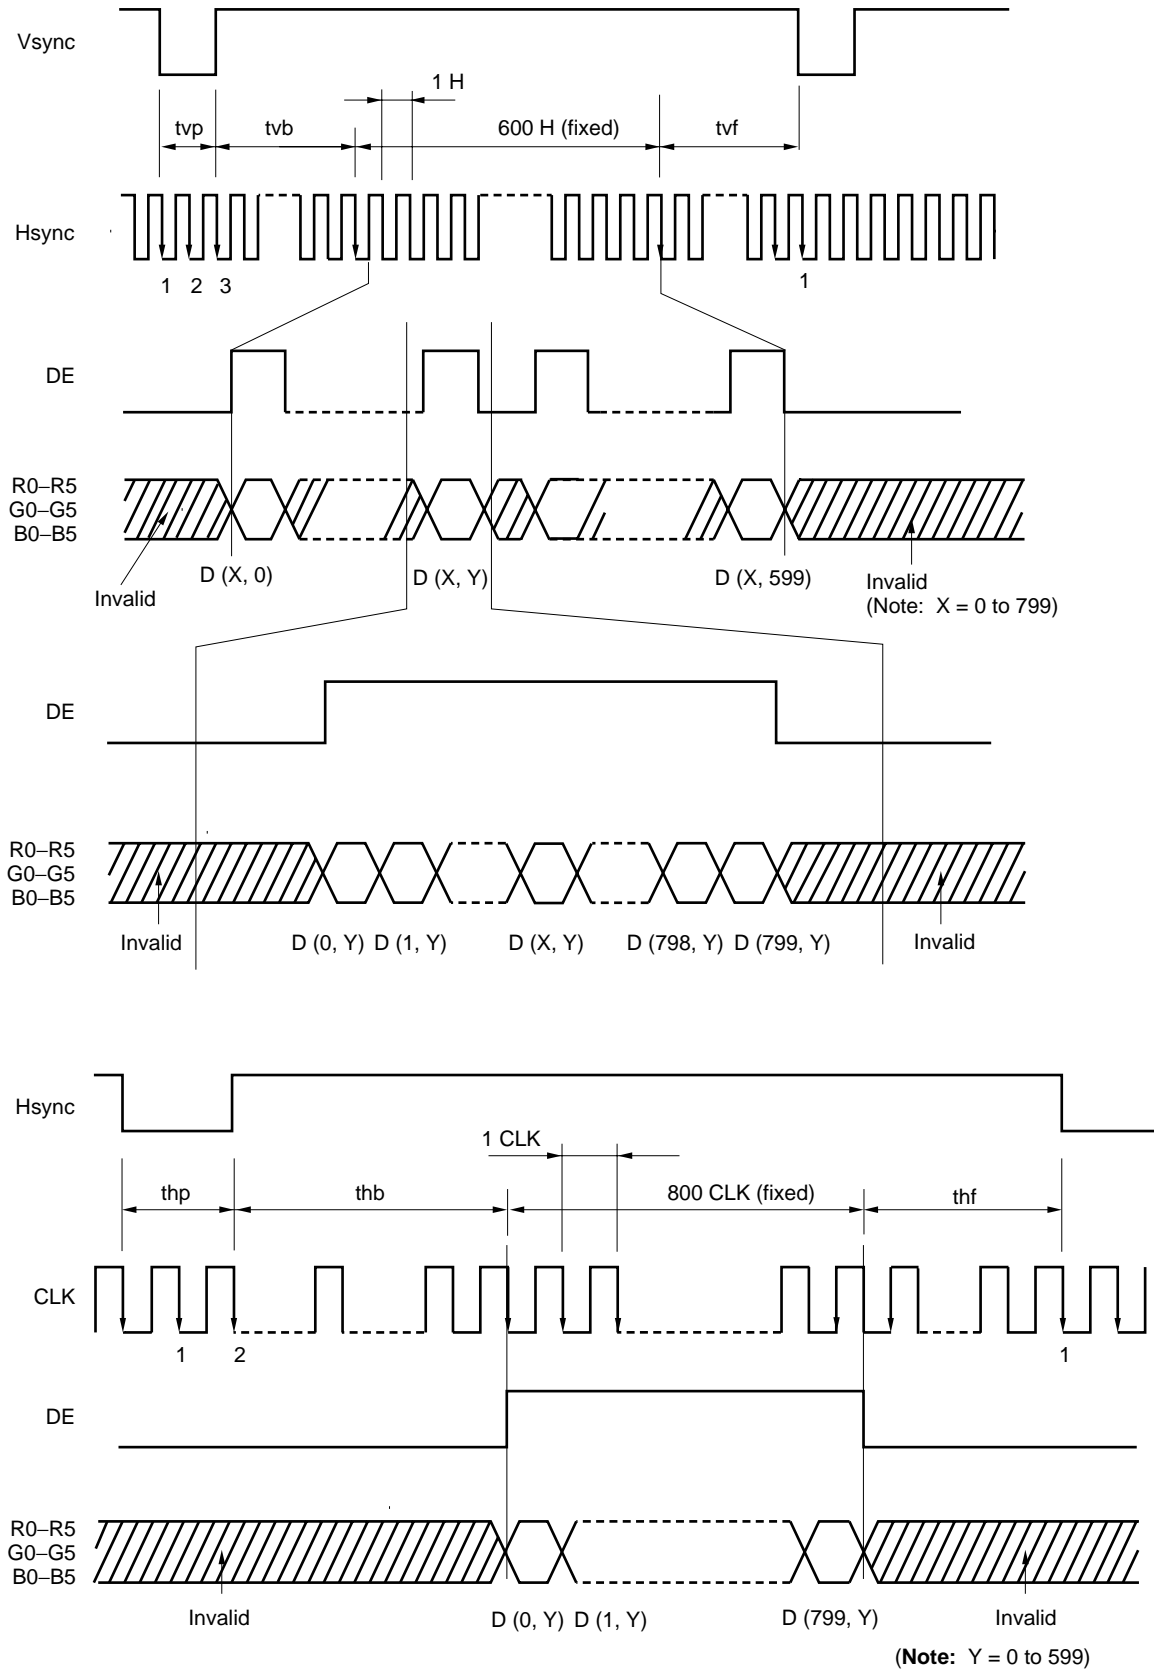 Vsync
1 H
tvp
tvb
600 H (fixed)
tvf
Hsync
1 2 3
1
DE
R0–R5
G0–G5
B0–B5
Invalid
D (X, 0)
D (X, Y)
D (X, 599)
Invalid
(Note: X = 0 to 799)
DE
R0–R5
G0–G5
B0–B5
Invalid
D (0, Y)
D (1, Y)
D (X, Y)
D (798, Y)
D (799, Y)
Invalid
Hsync
1 CLK
thp
thb
800 CLK (fixed)
thf
CLK
1
2
1
DE
R0–R5
G0–G5
B0–B5
Invalid
D (0, Y)
D (1, Y)
D (799, Y)
Invalid
(Note: Y = 0 to 599)